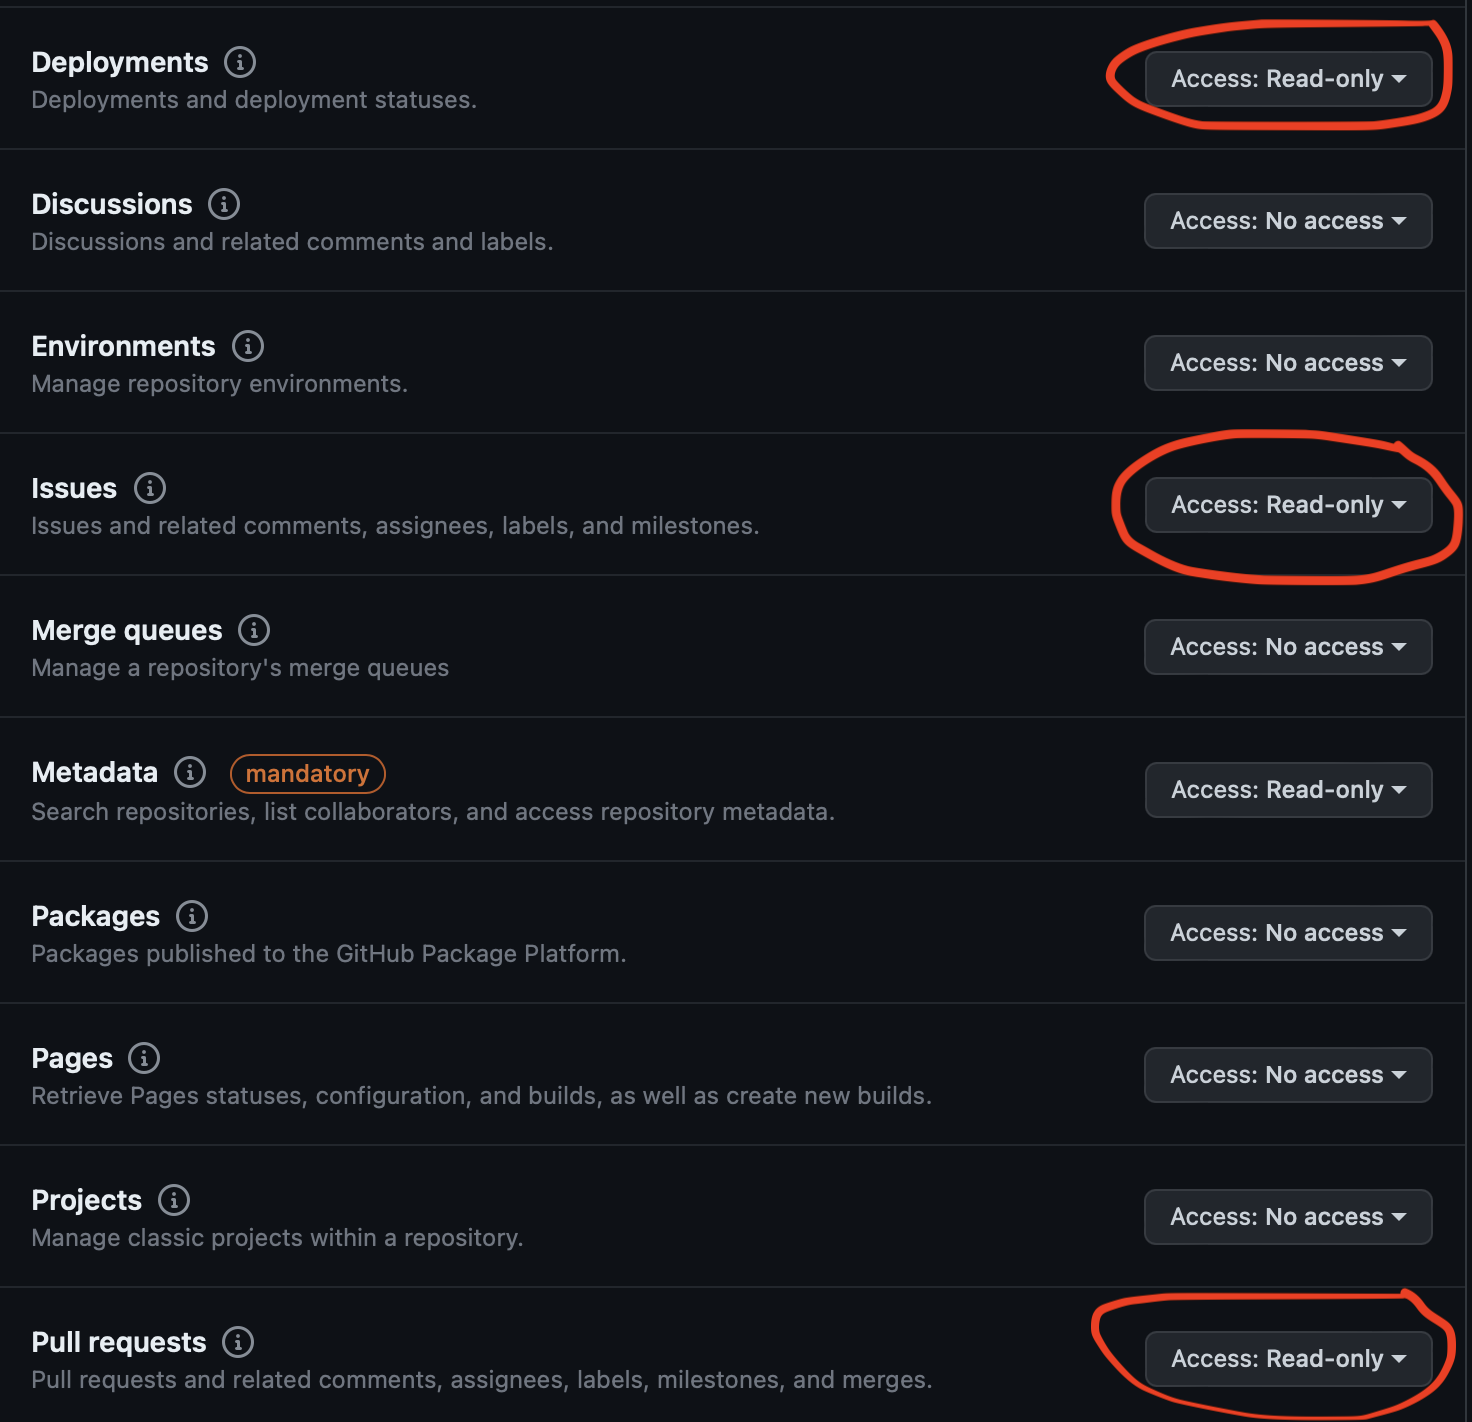 Deployments
Access: Read-only
Deployments and deployment statuses.
Discussions
Access: No access
Discussions and related comments and labels.
Environments
Access: No access
Manage repository environments.
Issues
Access: Read-only
Issues and related comments, assignees, labels, and milestones.
Merge queues
Access: No access
Manage a repository's merge queues
Metadata mandatory
Access: Read-only
Search repositories, list collaborators, and access repository metadata.
Packages
Access: No access
Packages published to the GitHub Package Platform.
Pages
Access: No access
Retrieve Pages statuses, configuration, and builds, as well as create new builds.
Projects
Access: No access
Manage classic projects within a repository.
Pull requests
Access: Read-only
Pull requests and related comments, assignees, labels, milestones, and merges.